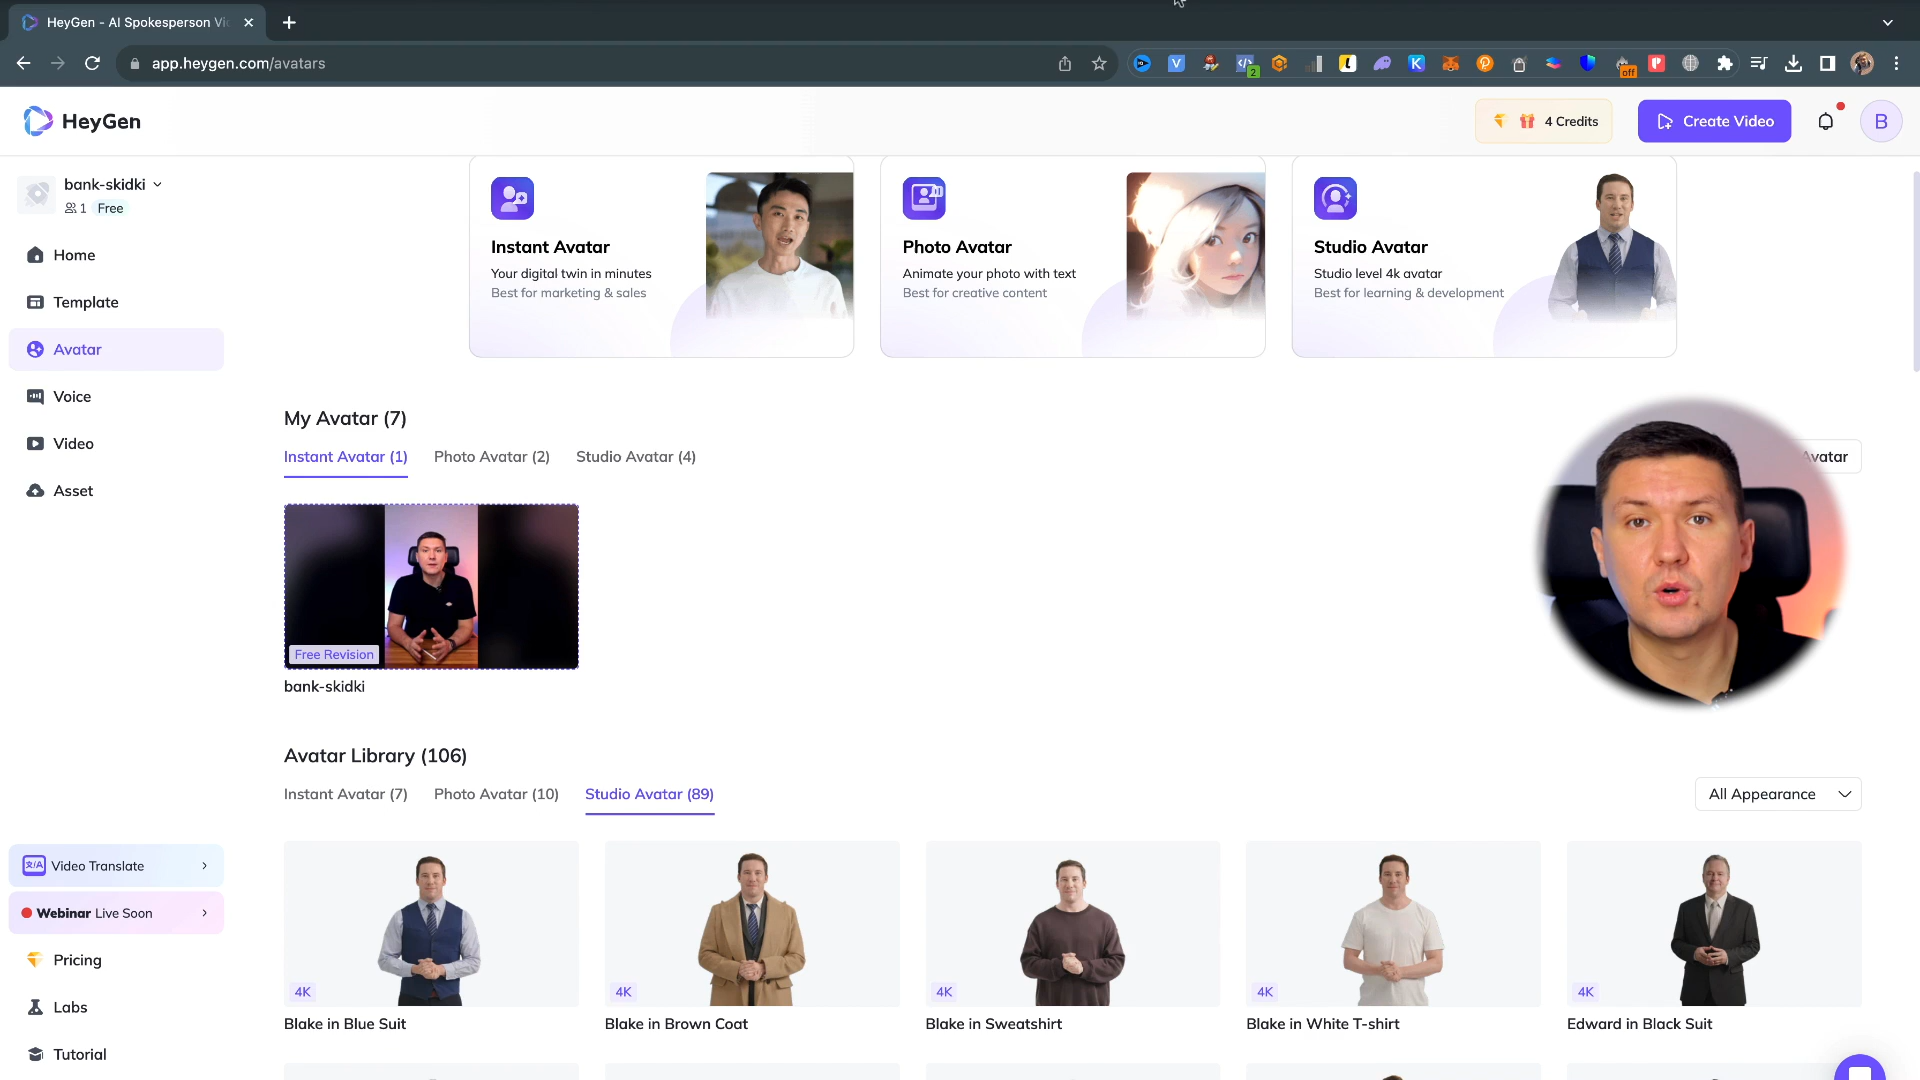 HeyGen - AI Spokesperson Vi
app.heygen.com/avatars
2
off
HeyGen
4 Credits
Create Video
B
bank-skidki
1 Free
Home
Template
Avatar
Voice
Video
Asset
Video Translate
Webinar Live Soon
Pricing
Labs
Tutorial
Instant Avatar
Your digital twin in minutes
Best for marketing & sales
Photo Avatar
Animate your photo with text
Best for creative content
Studio Avatar
Studio level 4k avatar
Best for learning & development
My Avatar (7)
Instant Avatar (1)
Photo Avatar (2)
Studio Avatar (4)
Avatar
Free Revision
bank-skidki
Avatar Library (106)
Instant Avatar (7)
Photo Avatar (10)
Studio Avatar (89)
All Appearance
4K
4K
4K
4K
4K
Blake in Blue Suit
Blake in Brown Coat
Blake in Sweatshirt
Blake in White T-shirt
Edward in Black Suit